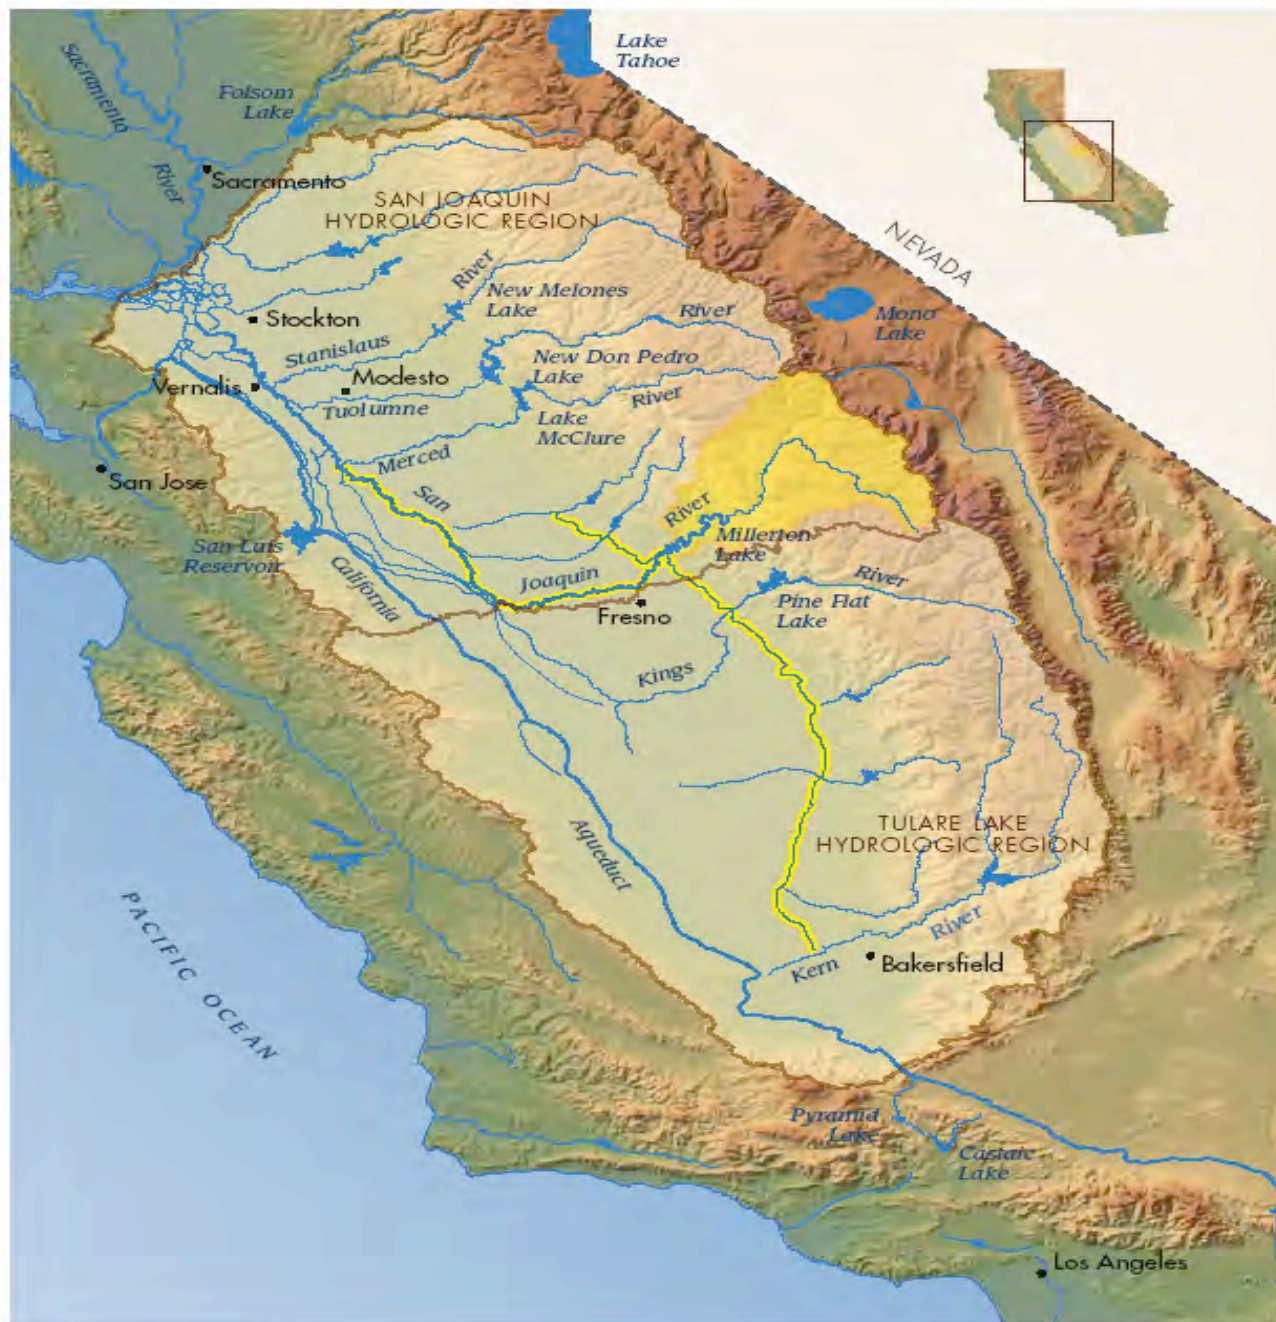 Lake
Tahoe
Folsom
Lake
Sacramento
River
Sacramento
SAN JOAQUIN
HYDROLOGIC REGION
NEVADA
River
New Melones
Lake
River
Mono
Lake
Stockton
Stanislaus
New Don Pedro
Lake
Vernalis
Modesto
Tuolumne
River
Lake
McClure
Merced
San Jose
San
River
San Luis
Reservoir
Millerton
Lake
California
Joaquin
River
Fresno
Pine Flat
Lake
Kings
TULARE LAKE
HYDROLOGIC REGION
Aqueduct
PACIFIC OCEAN
River
Kern
Bakersfield
Pyramid
Lake
Castaic
Lake
Los Angeles